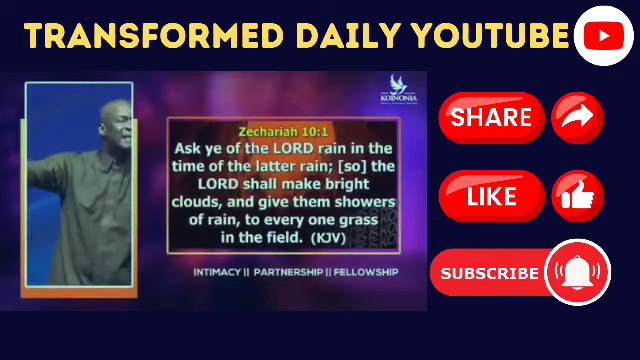 TRANSFORMED DAILY YOUTUBE
KOINONIA
Zechariah 10:1
Ask ye of the LORD rain in the
time of the latter rain; [so] the
LORD shall make bright
clouds, and give them showers
of rain, to every one grass
in the field. (KJV)
INTIMACY || PARTNERSHIP || FELLOWSHIP
SHARE
LIKE
SUBSCRIBE